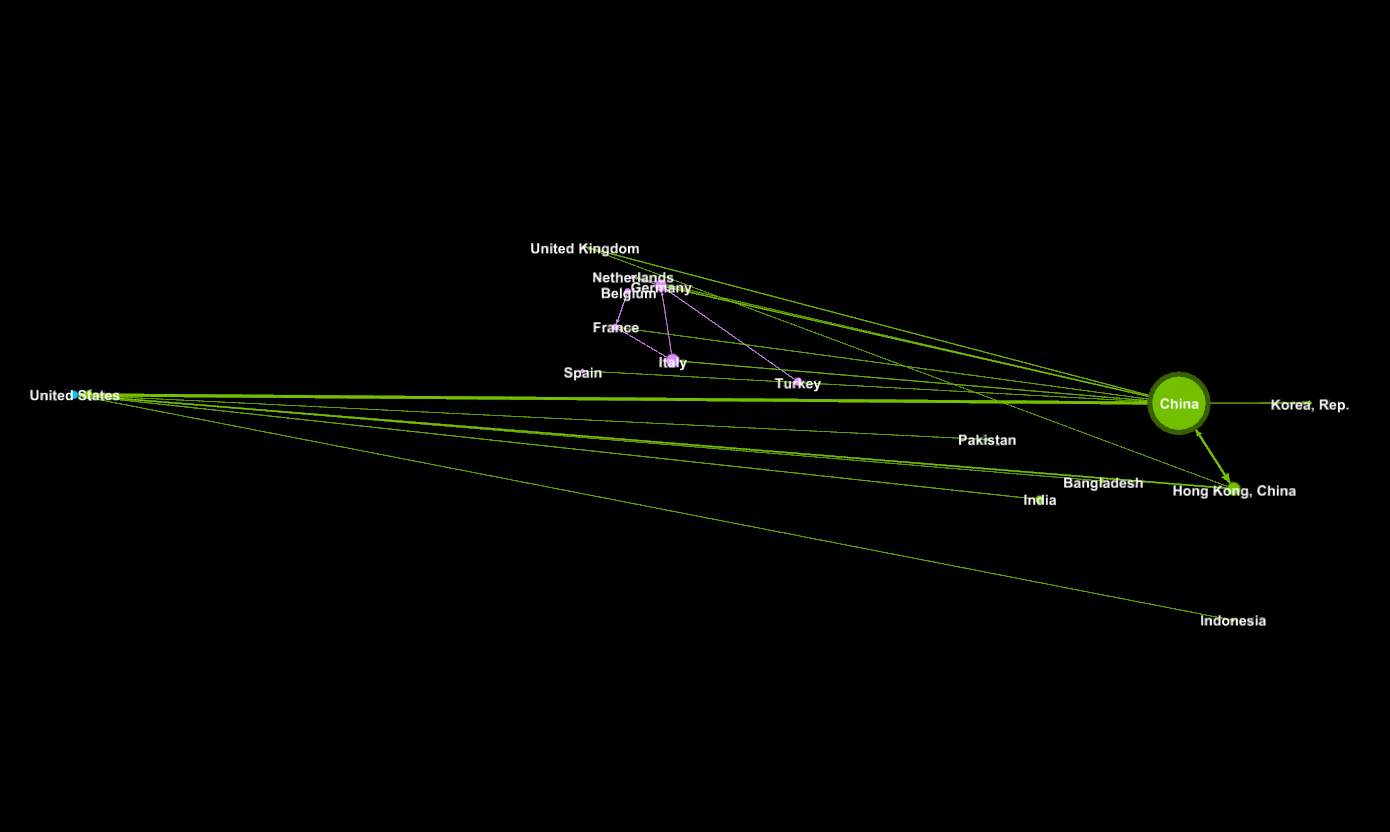 United Kingdom
Netherlands
Germany
Belgium
France
Italy
Spain
Turkey
United States
China
Korea, Rep.
Pakistan
Bangladesh
Hong Kong, China
India
Indonesia